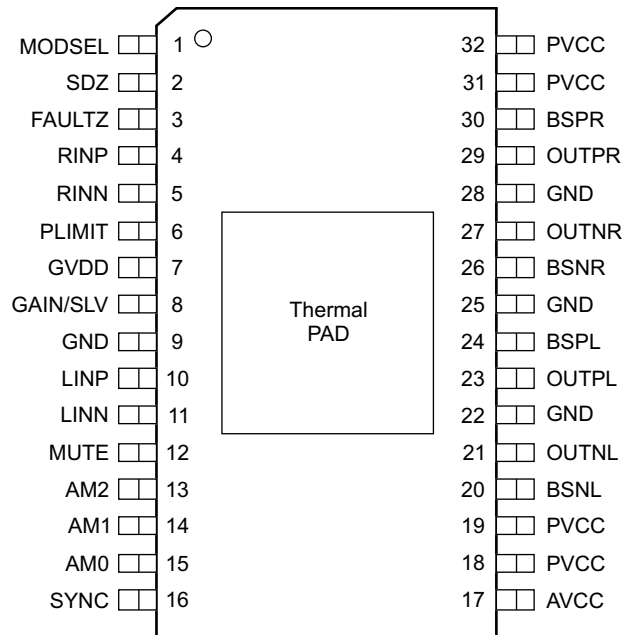 MODSEL 1 32 PVCC
SDZ 2 31 PVCC
FAULTZ 3 30 BSPR
RINP 4 29 OUTPR
RINN 5 28 GND
PLIMIT 6 27 OUTNR
GVDD 7 26 BSNR
GAIN/SLV 8 25 GND
GND 9 24 BSPL
LINP 10 23 OUTPL
LINN 11 22 GND
MUTE 12 21 OUTNL
AM2 13 20 BSNL
AM1 14 19 PVCC
AM0 15 18 PVCC
SYNC 16 17 AVCC
Thermal
PAD